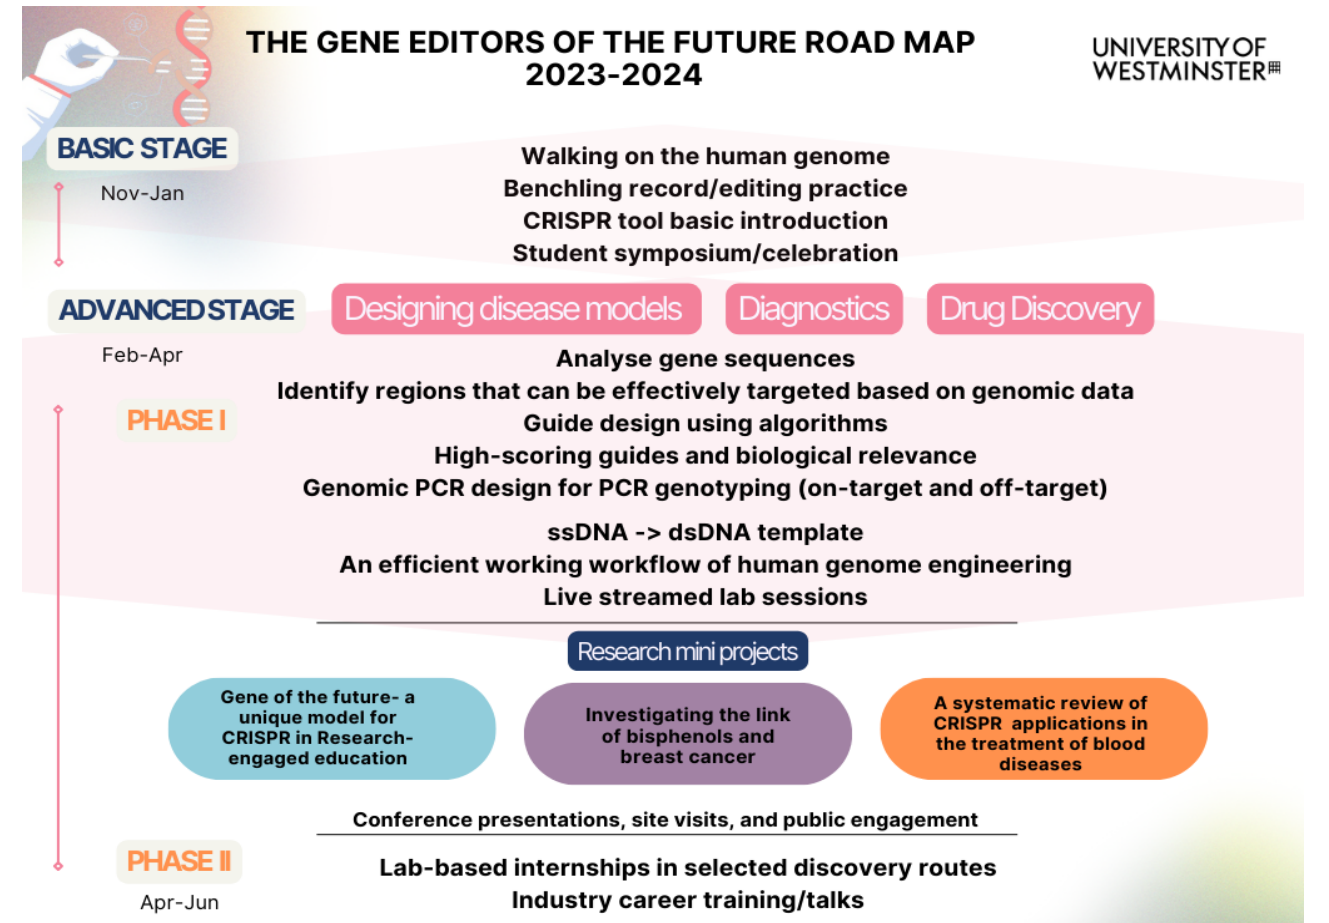 THE GENE EDITORS OF THE FUTURE ROAD MAP
2023-2024
UNIVERSITY OF
WESTMINSTER
BASIC STAGE
Nov-Jan
Walking on the human genome
Benchling record/editing practice
CRISPR tool basic introduction
Student symposium/celebration
ADVANCED STAGE
Feb-Apr
Designing disease models
Diagnostics
Drug Discovery
PHASE I
Analyse gene sequences
Identify regions that can be effectively targeted based on genomic data
Guide design using algorithms
High-scoring guides and biological relevance
Genomic PCR design for PCR genotyping (on-target and off-target)
ssDNA -> dsDNA template
An efficient working workflow of human genome engineering
Live streamed lab sessions
Research mini projects
Gene of the future- a
unique model for
CRISPR in Research-
engaged education
Investigating the link
of bisphenols and
breast cancer
A systematic review of
CRISPR applications in
the treatment of blood
diseases
Conference presentations, site visits, and public engagement
PHASE II
Apr-Jun
Lab-based internships in selected discovery routes
Industry career training/talks